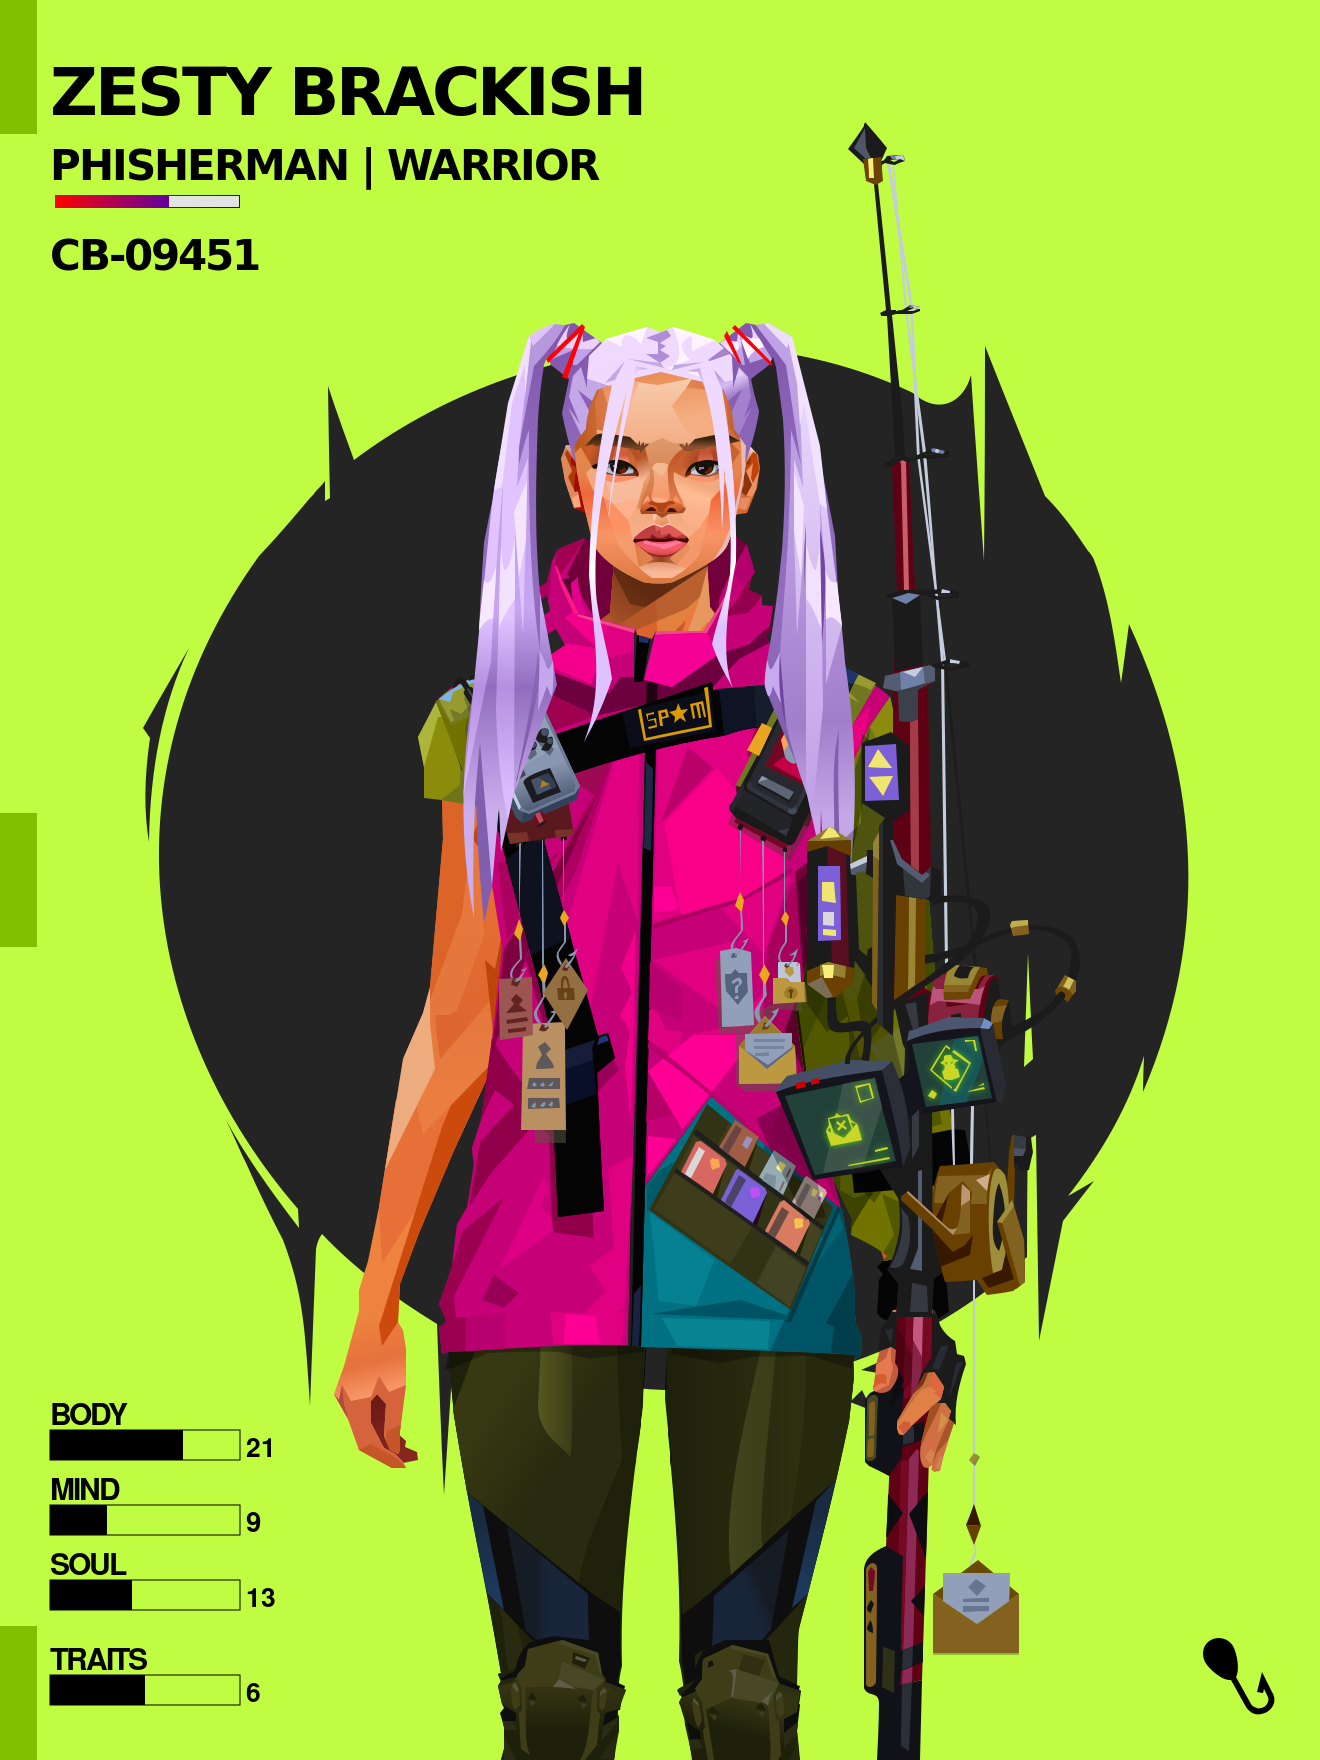 ZESTY BRACKISH
PHISHERMAN | WARRIOR
CB-09451
SP★M
?
BODY
21
MIND
9
SOUL
13
TRAITS
6